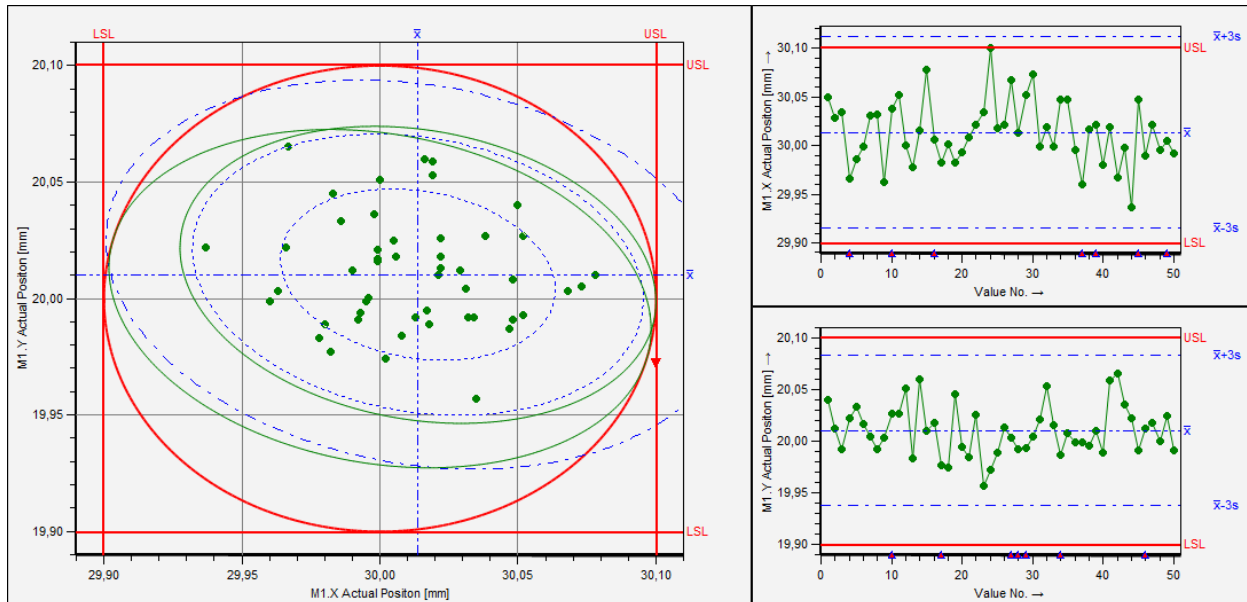 LSL
x̄
USL
20,10
USL
20,05
x̄
20,00
19,95
19,90
LSL
29,90
29,95
30,00
30,05
30,10
M1.Y Actual Position [mm]
M1.X Actual Positon [mm]
x̄+3s
30,10
USL
30,05
x̄
30,00
29,95
x̄-3s
29,90
LSL
0
10
20
30
40
50
M1.X Actual Positon [mm] →
Value No. →
20,10
USL
x̄+3s
20,05
x̄
20,00
19,95
x̄-3s
19,90
LSL
0
10
20
30
40
50
M1.Y Actual Position [mm] →
Value No. →